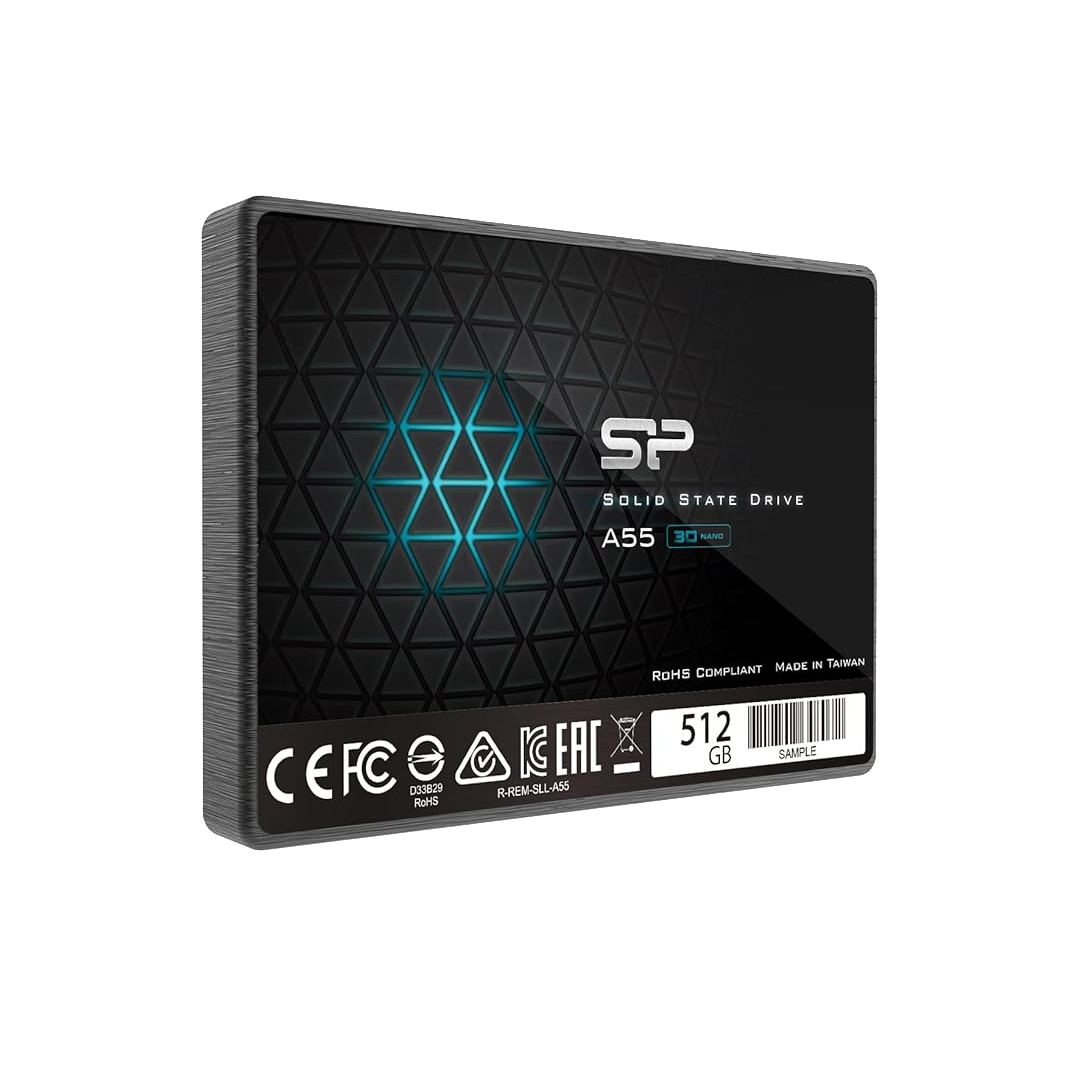 SP
SOLID STATE DRIVE
A55 3D NANO
RoHS COMPLIANT MADE IN TAIWAN
CE FC D33B29 RoHS R-REM-SLL-A55 EAC
512 GB
SAMPLE